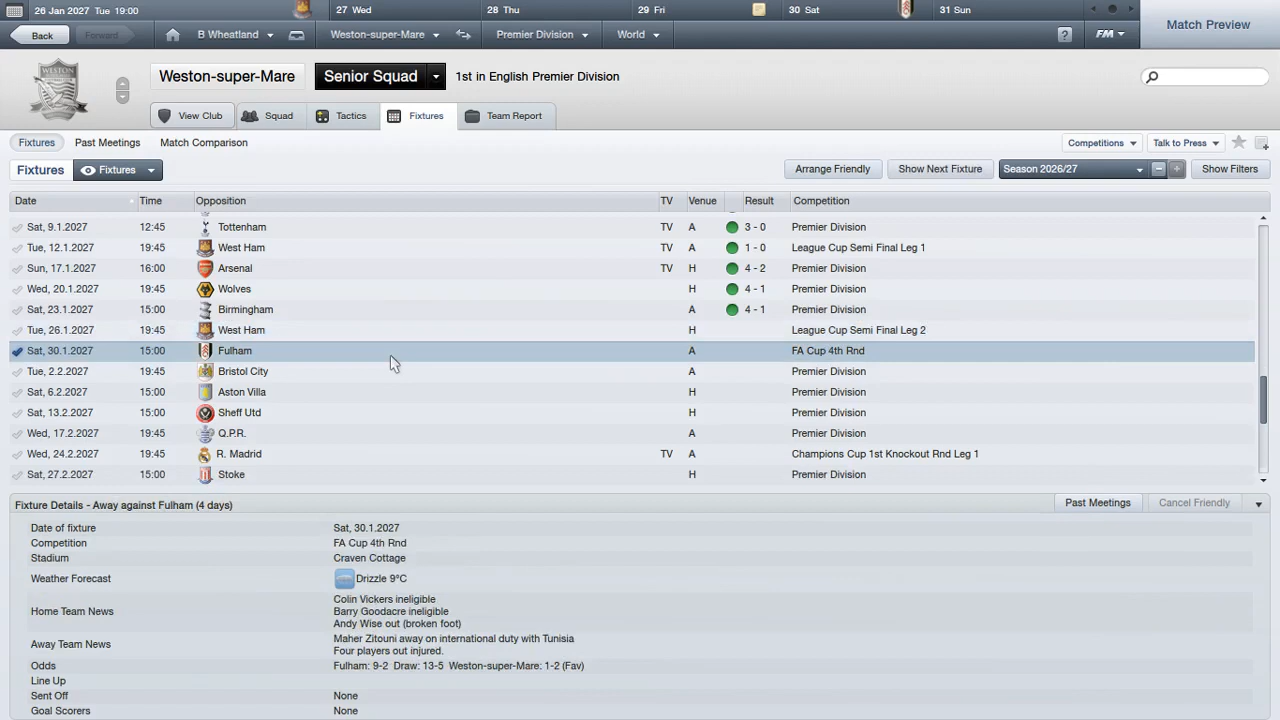 26 Jan 2027 Tue 19:00 27 Wed 28 Thu 29 Fri 30 Sat 31 Sun Match Preview
Back Forward B Wheatland Weston-super-Mare Premier Division World ? FM
Weston-super-Mare Senior Squad 1st in English Premier Division
View Club Squad Tactics Fixtures Team Report
Fixtures Past Meetings Match Comparison Competitions Talk to Press
Fixtures Fixtures Arrange Friendly Show Next Fixture Season 2026/27 Show Filters
Date Time Opposition TV Venue Result Competition
Sat, 9.1.2027 12:45 Tottenham TV A 3 - 0 Premier Division
Tue, 12.1.2027 19:45 West Ham TV A 1 - 0 League Cup Semi Final Leg 1
Sun, 17.1.2027 16:00 Arsenal TV H 4 - 2 Premier Division
Wed, 20.1.2027 19:45 Wolves H 4 - 1 Premier Division
Sat, 23.1.2027 15:00 Birmingham A 4 - 1 Premier Division
Tue, 26.1.2027 19:45 West Ham H League Cup Semi Final Leg 2
Sat, 30.1.2027 15:00 Fulham A FA Cup 4th Rnd
Tue, 2.2.2027 19:45 Bristol City A Premier Division
Sat, 6.2.2027 15:00 Aston Villa H Premier Division
Sat, 13.2.2027 15:00 Sheff Utd H Premier Division
Wed, 17.2.2027 19:45 Q.P.R. A Premier Division
Wed, 24.2.2027 19:45 R. Madrid TV A Champions Cup 1st Knockout Rnd Leg 1
Sat, 27.2.2027 15:00 Stoke H Premier Division
Fixture Details - Away against Fulham (4 days) Past Meetings Cancel Friendly
Date of fixture Sat, 30.1.2027
Competition FA Cup 4th Rnd
Stadium Craven Cottage
Weather Forecast Drizzle 9°C
Colin Vickers ineligible
Home Team News Barry Goodacre ineligible
Andy Wise out (broken foot)
Away Team News Maher Zitouni away on international duty with Tunisia
Four players out injured.
Odds Fulham: 9-2 Draw: 13-5 Weston-super-Mare: 1-2 (Fav)
Line Up
Sent Off None
Goal Scorers None